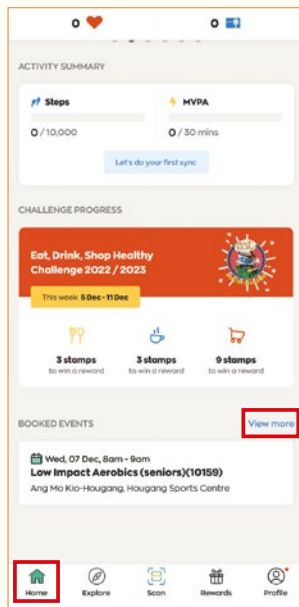 0 0
ACTIVITY SUMMARY
Steps MVPA
0 / 10,000 0 / 30 mins
Let's do your first sync
CHALLENGE PROGRESS
Eat, Drink, Shop Healthy
Challenge 2022 / 2023
This week 5 Dec - 11 Dec
3 stamps 3 stamps 9 stamps
to win a reward to win a reward to win a reward
BOOKED EVENTS View more
Wed, 07 Dec, 8am - 9am
Low Impact Aerobics (seniors)(10159)
Ang Mo Kio-Hougang, Hougang Sports Centre
Home Explore Scan Rewards Profile